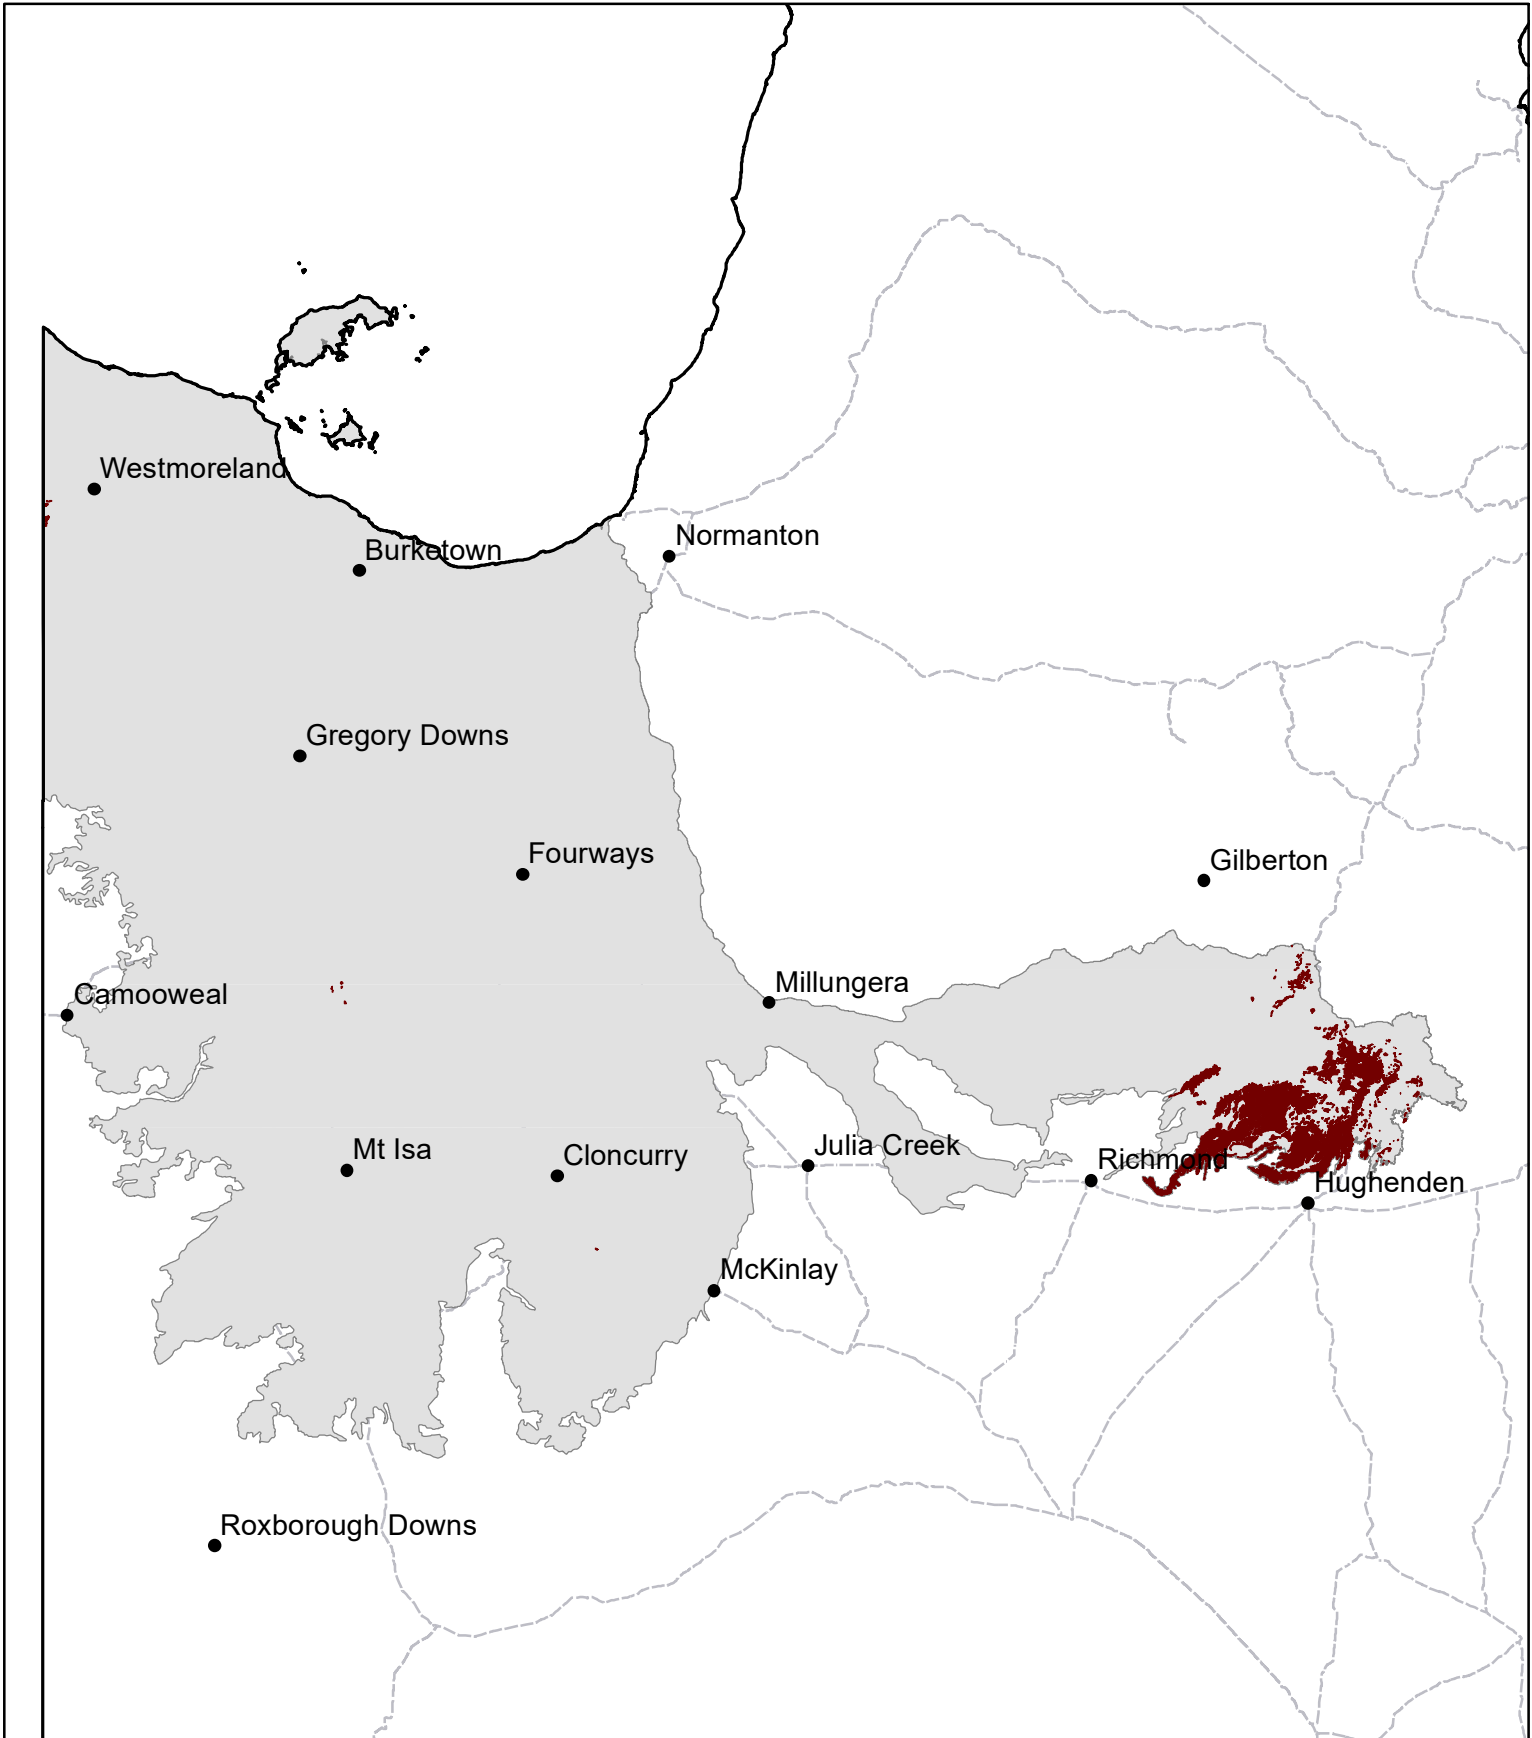 Westmoreland
Normanton
Burketown
Gregory Downs
Fourways
Gilberton
Millungera
Camooweal
Julia Creek
Mt Isa
Cloncurry
Richmond
Hughenden
McKinlay
Roxborough Downs